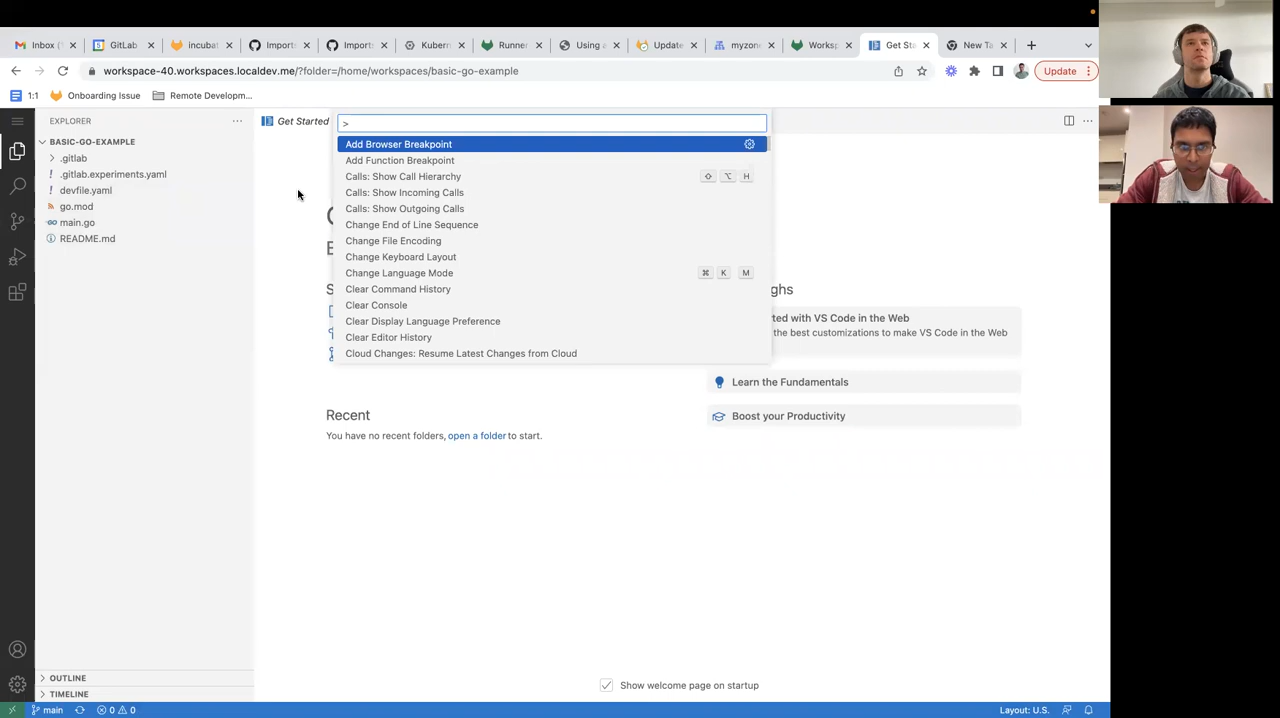 Inbox (
GitLab
incubat
Imports
Imports
Kubern
Runner
Using a
Update
myzone
Worksp
Get Sta
New Ta
workspace-40.workspaces.localdev.me/?folder=/home/workspaces/basic-go-example
Update
1:1
Onboarding Issue
Remote Developm...
EXPLORER
Get Started
>
BASIC-GO-EXAMPLE
.gitlab
.gitlab.experiments.yaml
devfile.yaml
go.mod
main.go
README.md
Add Browser Breakpoint
Add Function Breakpoint
Calls: Show Call Hierarchy
H
Calls: Show Incoming Calls
Calls: Show Outgoing Calls
Change End of Line Sequence
Change File Encoding
Change Keyboard Layout
Change Language Mode
⌘ K M
Clear Command History
Clear Console
Clear Display Language Preference
Clear Editor History
Cloud Changes: Resume Latest Changes from Cloud
ghs
ted with VS Code in the Web
the best customizations to make VS Code in the Web
Learn the Fundamentals
Boost your Productivity
Recent
You have no recent folders, open a folder to start.
OUTLINE
TIMELINE
Show welcome page on startup
main
0
0
Layout: U.S.